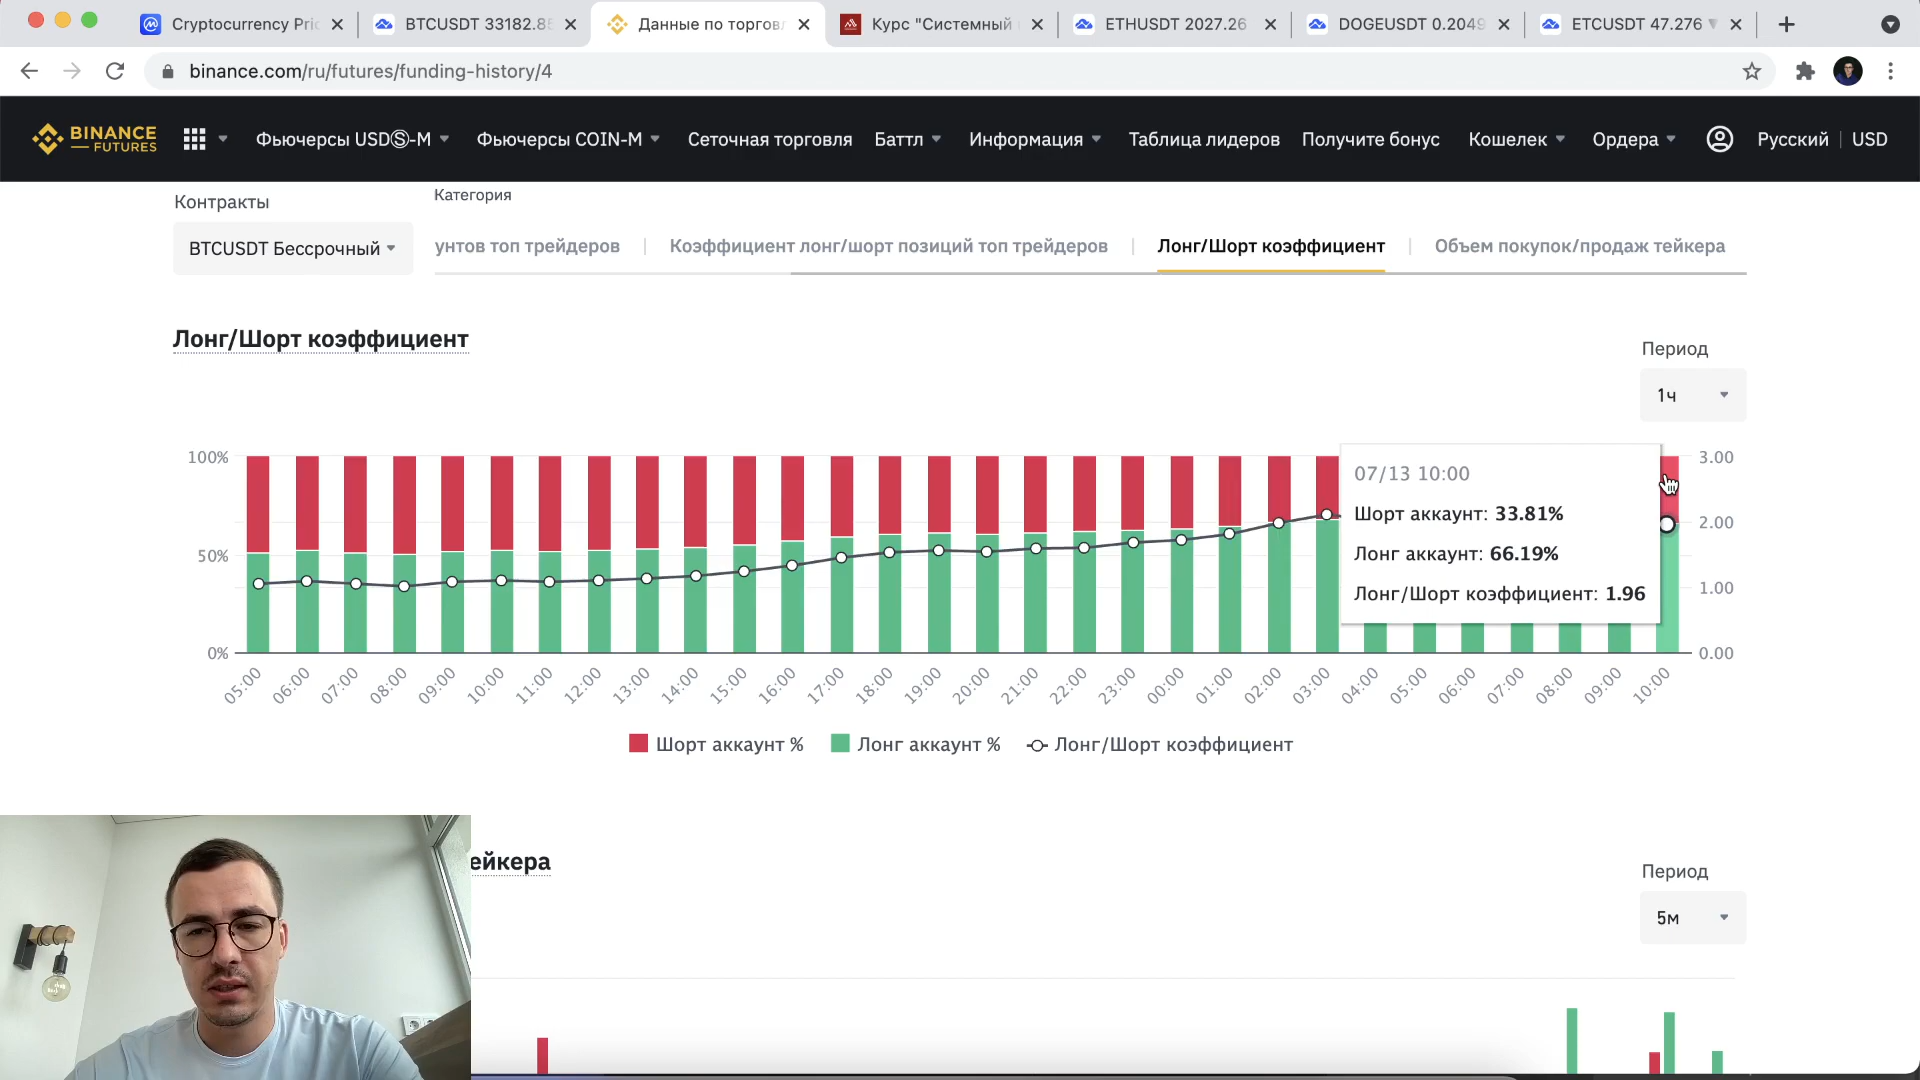 Cryptocurrency Pri
BTCUSDT 33182.8
Данные по торгов
Курс "Системный
ETHUSDT 2027.26
DOGEUSDT 0.2049
ETCUSDT 47.276 ▼
binance.com/ru/futures/funding-history/4
BINANCE
FUTURES
Фьючерсы USDⓈ-M
Фьючерсы COIN-M
Сеточная торговля
Баттл
Информация
Таблица лидеров
Получите бонус
Кошелек
Ордера
Русский | USD
Контракты
Категория
BTCUSDT Бессрочный
унтов топ трейдеров
Коэффициент лонг/шорт позиций топ трейдеров
Лонг/Шорт коэффициент
Объем покупок/продаж тейкера
Лонг/Шорт коэффициент
Период
1ч
100%
50%
0%
3.00
2.00
1.00
0.00
07/13 10:00
Шорт аккаунт: 33.81%
Лонг аккаунт: 66.19%
Лонг/Шорт коэффициент: 1.96
05:00 06:00 07:00 08:00 09:00 10:00 11:00 12:00 13:00 14:00 15:00 16:00 17:00 18:00 19:00 20:00 21:00 22:00 23:00 00:00 01:00 02:00 03:00 04:00 05:00 06:00 07:00 08:00 09:00 10:00
Шорт аккаунт % Лонг аккаунт % Лонг/Шорт коэффициент
ейкера
Период
5м